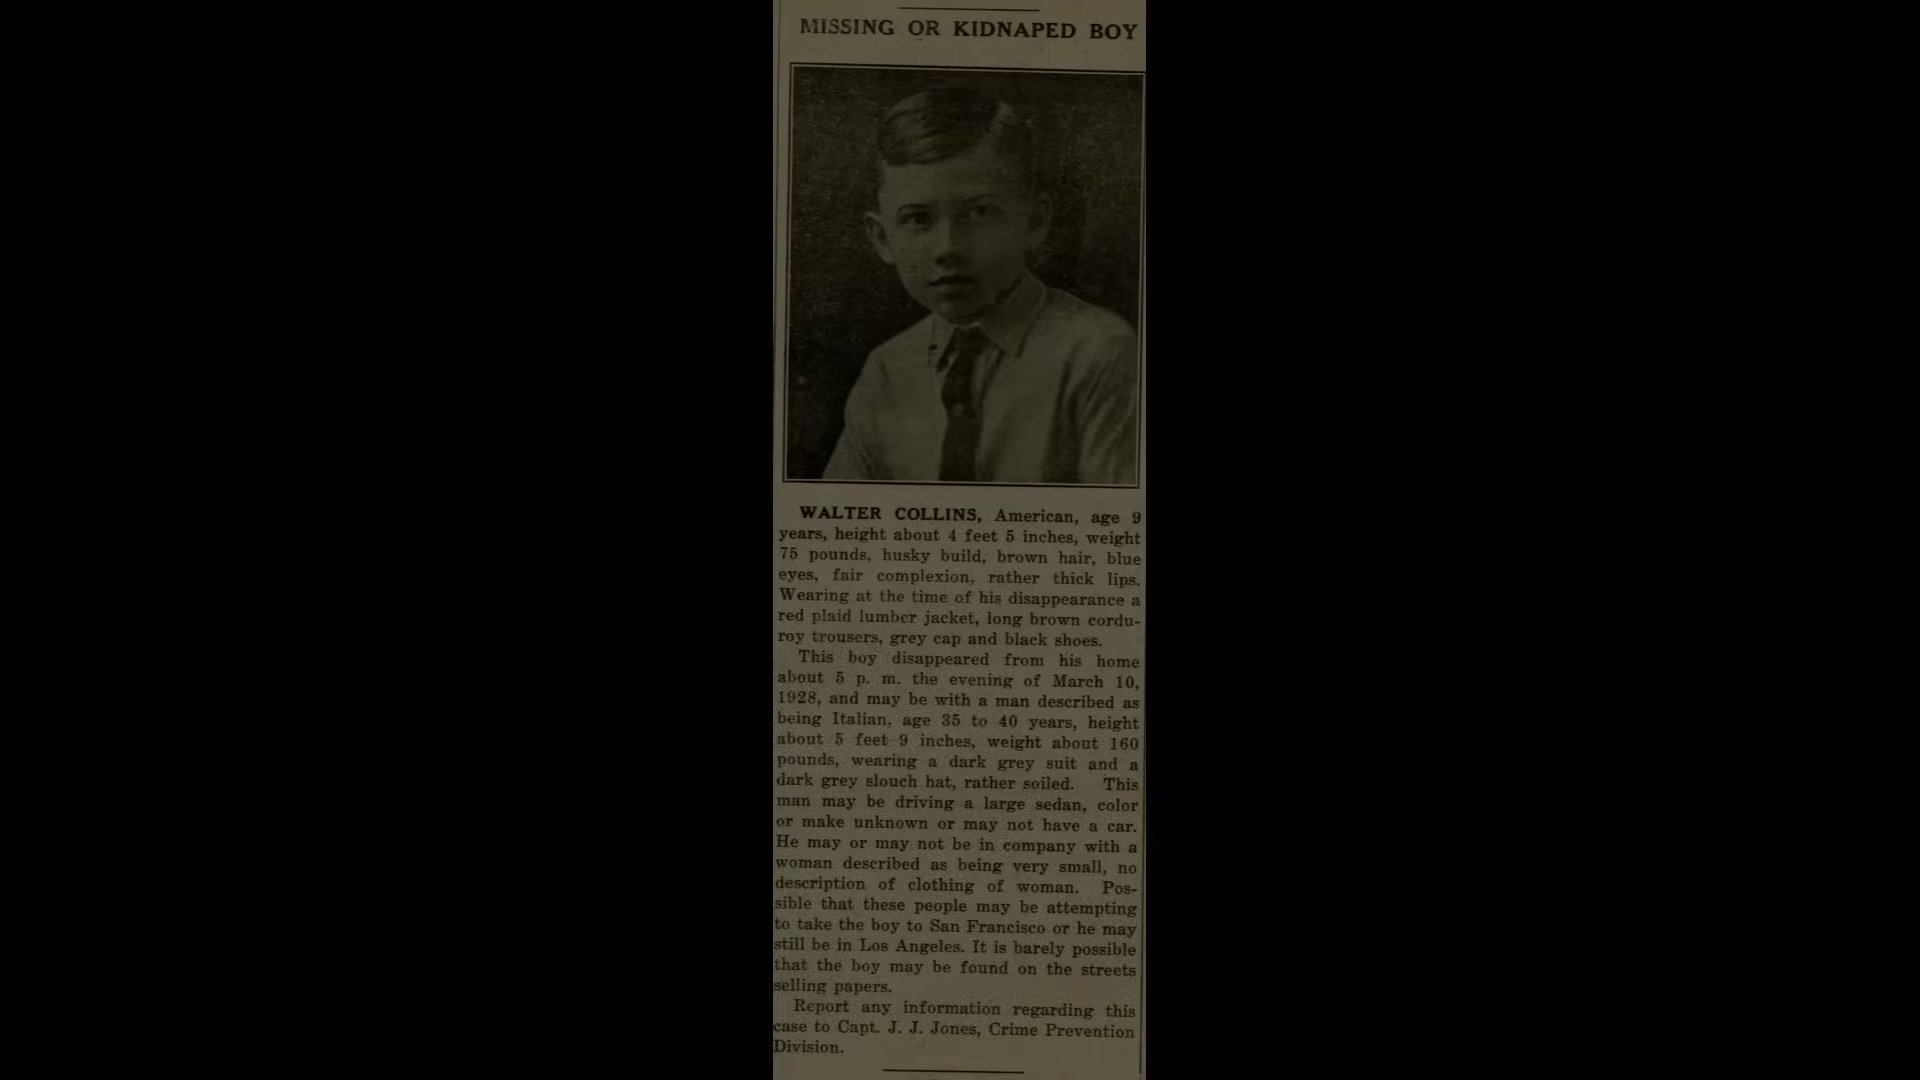 MISSING OR KIDNAPED BOY
WALTER COLLINS, American, age 9
years, height about 4 feet 5 inches, weight
75 pounds, husky build, brown hair, blue
eyes, fair complexion, rather thick lips.
Wearing at the time of his disappearance a
red plaid lumber jacket, long brown cordu-
roy trousers, grey cap and black shoes.
This boy disappeared from his home
about 5 p. m. the evening of March 10,
1928, and may be with a man described as
being Italian, age 35 to 40 years, height
about 5 feet 9 inches, weight about 160
pounds, wearing a dark grey suit and a
dark grey slouch hat, rather soiled. This
man may be driving a large sedan, color
or make unknown or may not have a car.
He may or may not be in company with a
woman described as being very small, no
description of clothing of woman. Pos-
sible that these people may be attempting
to take the boy to San Francisco or he may
still be in Los Angeles. It is barely possible
that the boy may be found on the streets
selling papers.
Report any information regarding this
case to Capt. J. J. Jones, Crime Prevention
Division.